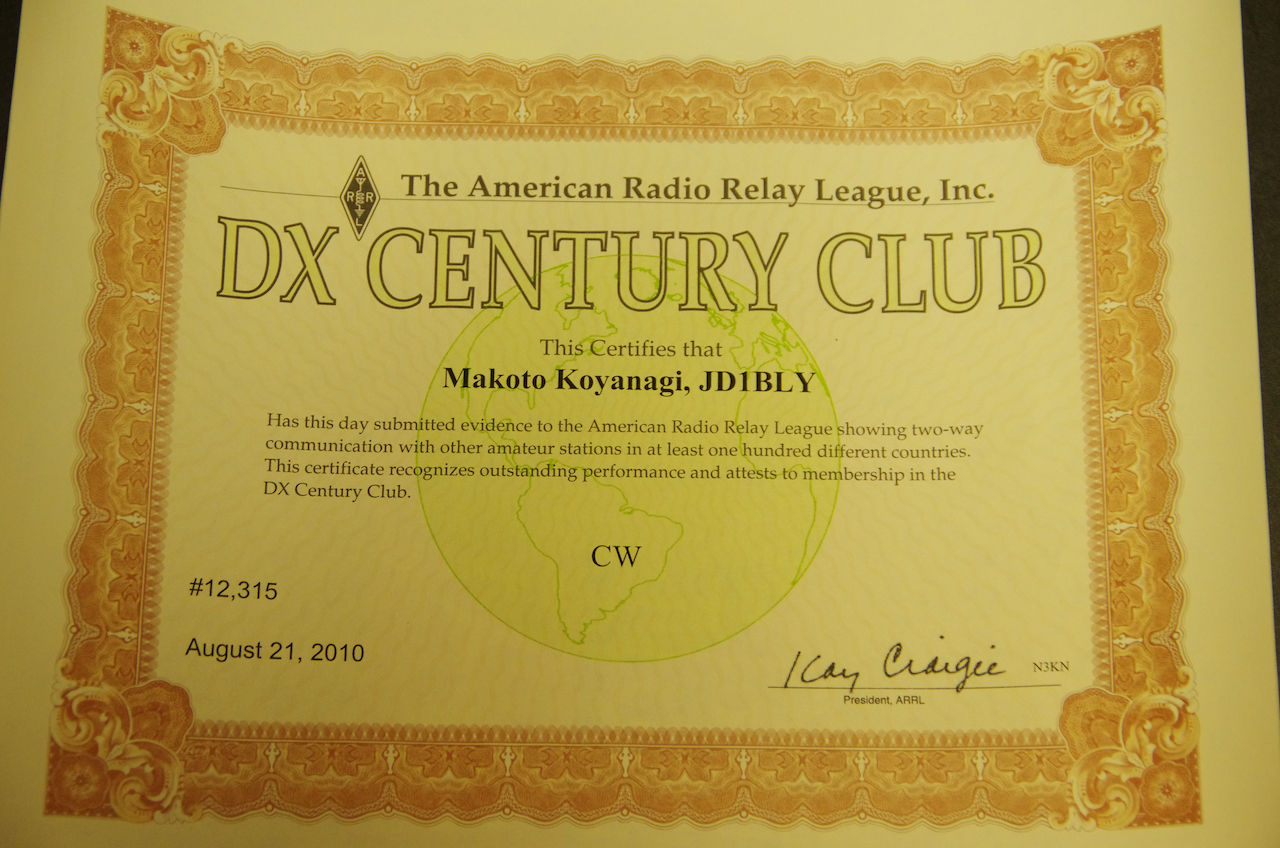 The American Radio Relay League, Inc.
A
RR
L
DX CENTURY CLUB
This Certifies that
Makoto Koyanagi, JD1BLY
Has this day submitted evidence to the American Radio Relay League showing two-way
communication with other amateur stations in at least one hundred different countries.
This certificate recognizes outstanding performance and attests to membership in the
DX Century Club.
CW
#12,315
August 21, 2010
Kay Craigie N3KN
President, ARRL